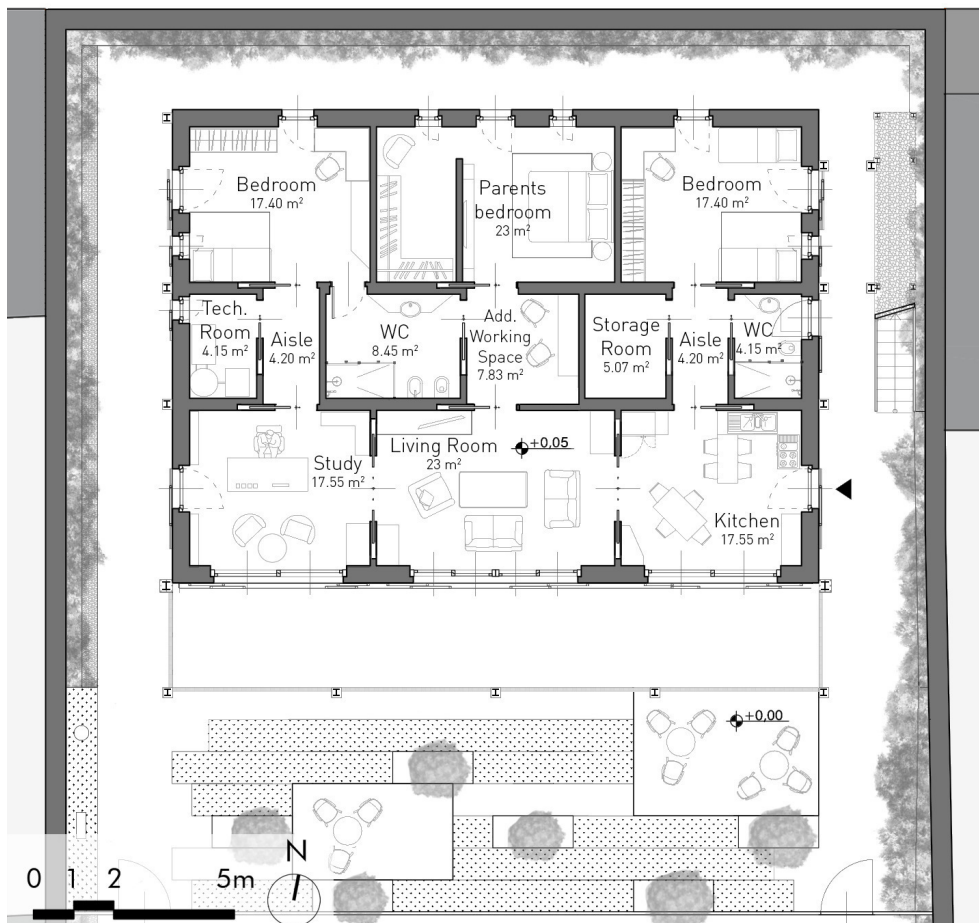 Bedroom
17.40 m²
Parents
bedroom
23 m²
Bedroom
17.40 m²
Tech.
Room
4.15 m²
Aisle
4.20 m²
WC
8.45 m²
Add.
Working
Space
7.83 m²
Storage
Room
5.07 m²
Aisle
4.20 m²
WC
4.15 m²
Study
17.55 m²
Living Room
23 m²
+0,05
Kitchen
17.55 m²
+0,00
N
0 1 2 5m